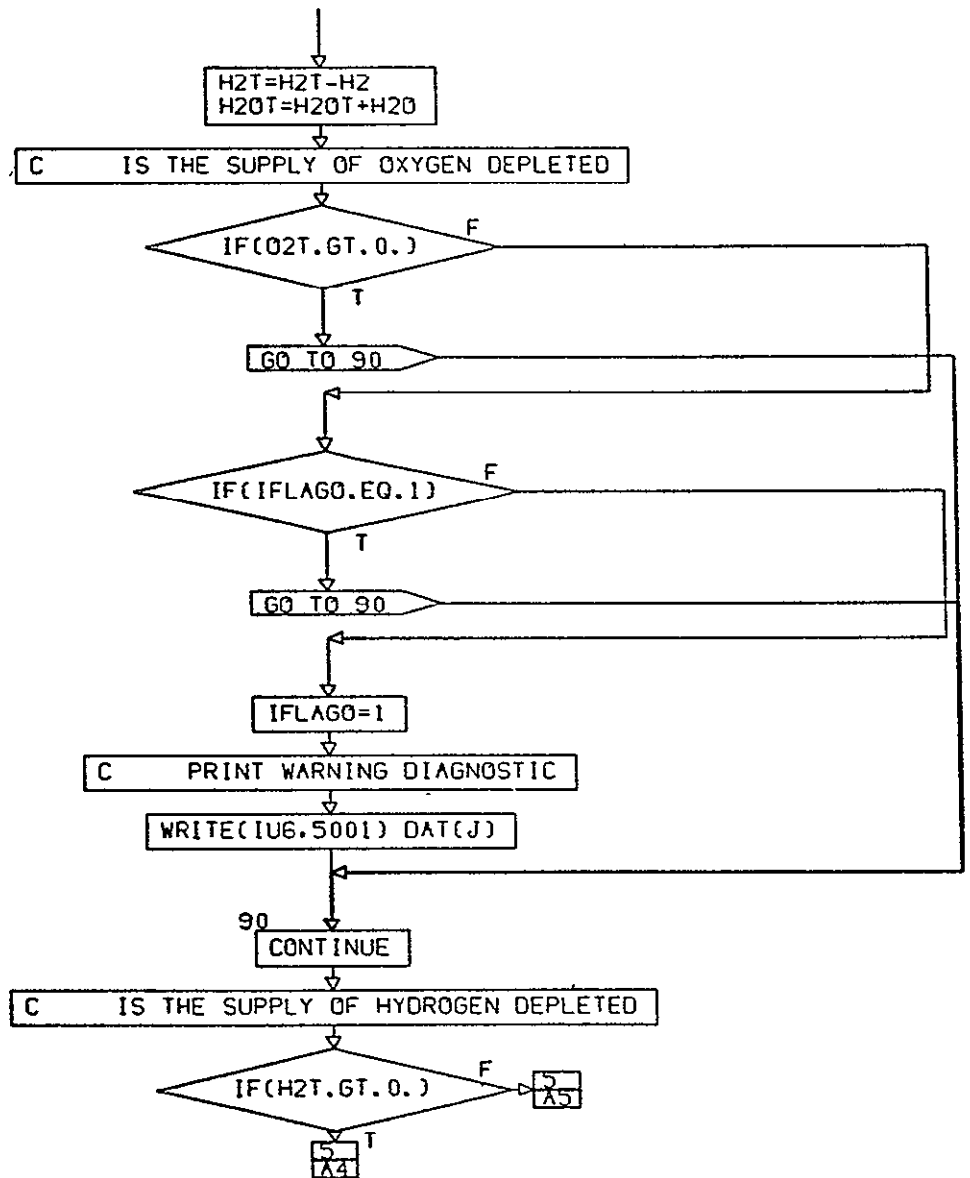 H2T=H2T-H2
H2OT=H2OT+H2O
C IS THE SUPPLY OF OXYGEN DEPLETED
IF(O2T.GT.0.)
F
T
GO TO 90
IF(IFLAGO.EQ.1)
F
T
GO TO 90
IFLAGO=1
C PRINT WARNING DIAGNOSTIC
WRITE(IU6.5001) DAT(J)
90
CONTINUE
C IS THE SUPPLY OF HYDROGEN DEPLETED
IF(H2T.GT.0.)
F
5
A5
T
5
A4